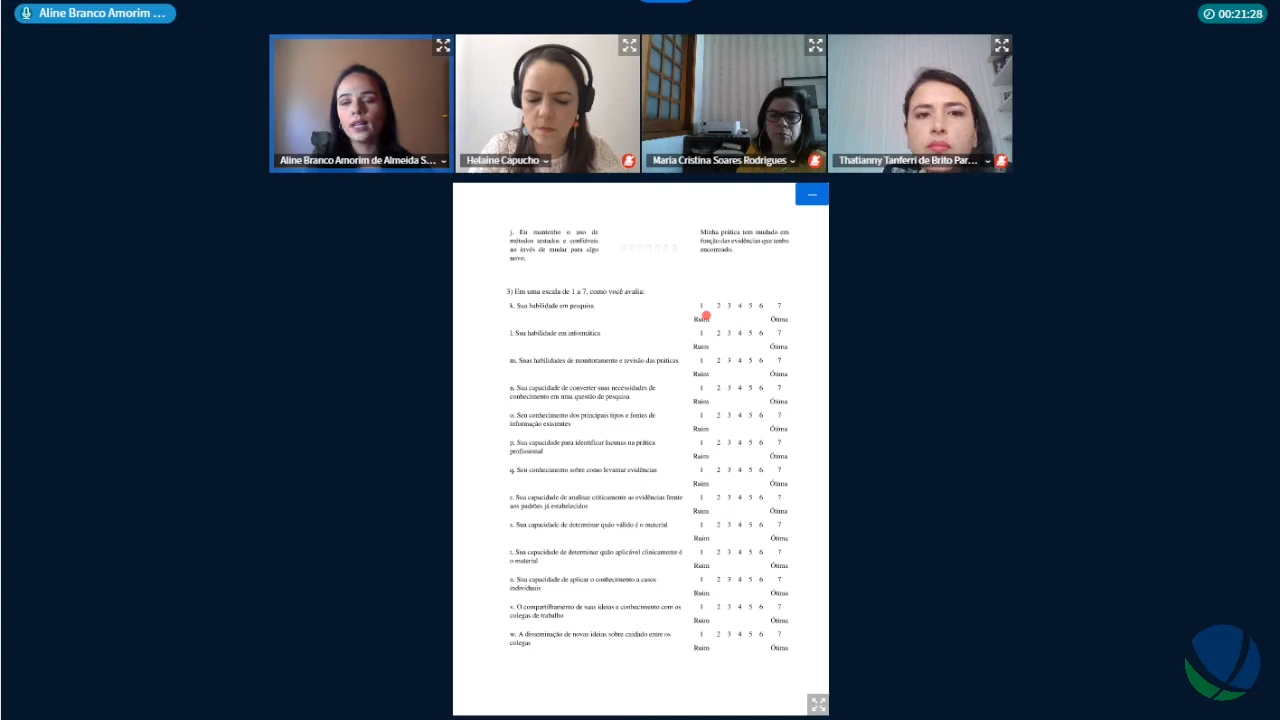 Aline Branco Amorim ...
00:21:28
Aline Branco Amorim de Almeida S...
Helaine Capucho
Maria Cristina Soares Rodrigues
Thatianny Tanferri de Brito Par...
j. Eu mantenho o uso de
métodos testados e confiáveis
ao invés de mudar para algo
novo.
Minha prática tem mudado em
função das evidências que tenho
encontrado.
3) Em uma escala de 1 a 7, como você avalia:
k. Sua habilidade em pesquisa 1 2 3 4 5 6 7
Ruim Ótima
l. Sua habilidade em informática 1 2 3 4 5 6 7
Ruim Ótima
m. Suas habilidades de monitoramento e revisão das práticas 1 2 3 4 5 6 7
Ruim Ótima
n. Sua capacidade de converter suas necessidades de 1 2 3 4 5 6 7
conhecimento em uma questão de pesquisa
Ruim Ótima
o. Seu conhecimento dos principais tipos e fontes de 1 2 3 4 5 6 7
informação existentes
Ruim Ótima
p. Sua capacidade para identificar lacunas na prática 1 2 3 4 5 6 7
profissional
Ruim Ótima
q. Seu conhecimento sobre como levantar evidências 1 2 3 4 5 6 7
Ruim Ótima
r. Sua capacidade de analisar criticamente as evidências frente 1 2 3 4 5 6 7
aos padrões já estabelecidos
Ruim Ótima
s. Sua capacidade de determinar quão válido é o material 1 2 3 4 5 6 7
Ruim Ótima
t. Sua capacidade de determinar quão aplicável clinicamente é 1 2 3 4 5 6 7
o material
Ruim Ótima
u. Sua capacidade de aplicar o conhecimento a casos 1 2 3 4 5 6 7
individuais
Ruim Ótima
v. O compartilhamento de suas ideias e conhecimento com os 1 2 3 4 5 6 7
colegas de trabalho
Ruim Ótima
w. A disseminação de novas ideias sobre cuidado entre os 1 2 3 4 5 6 7
colegas
Ruim Ótima